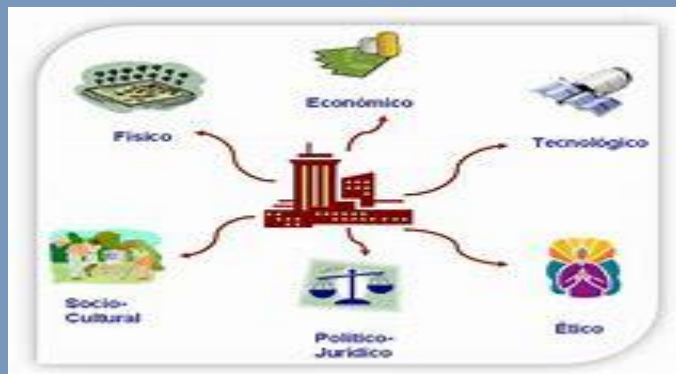 Económico
Físico
Tecnológico
Socio-
Cultural
Político-
Jurídico
Ético